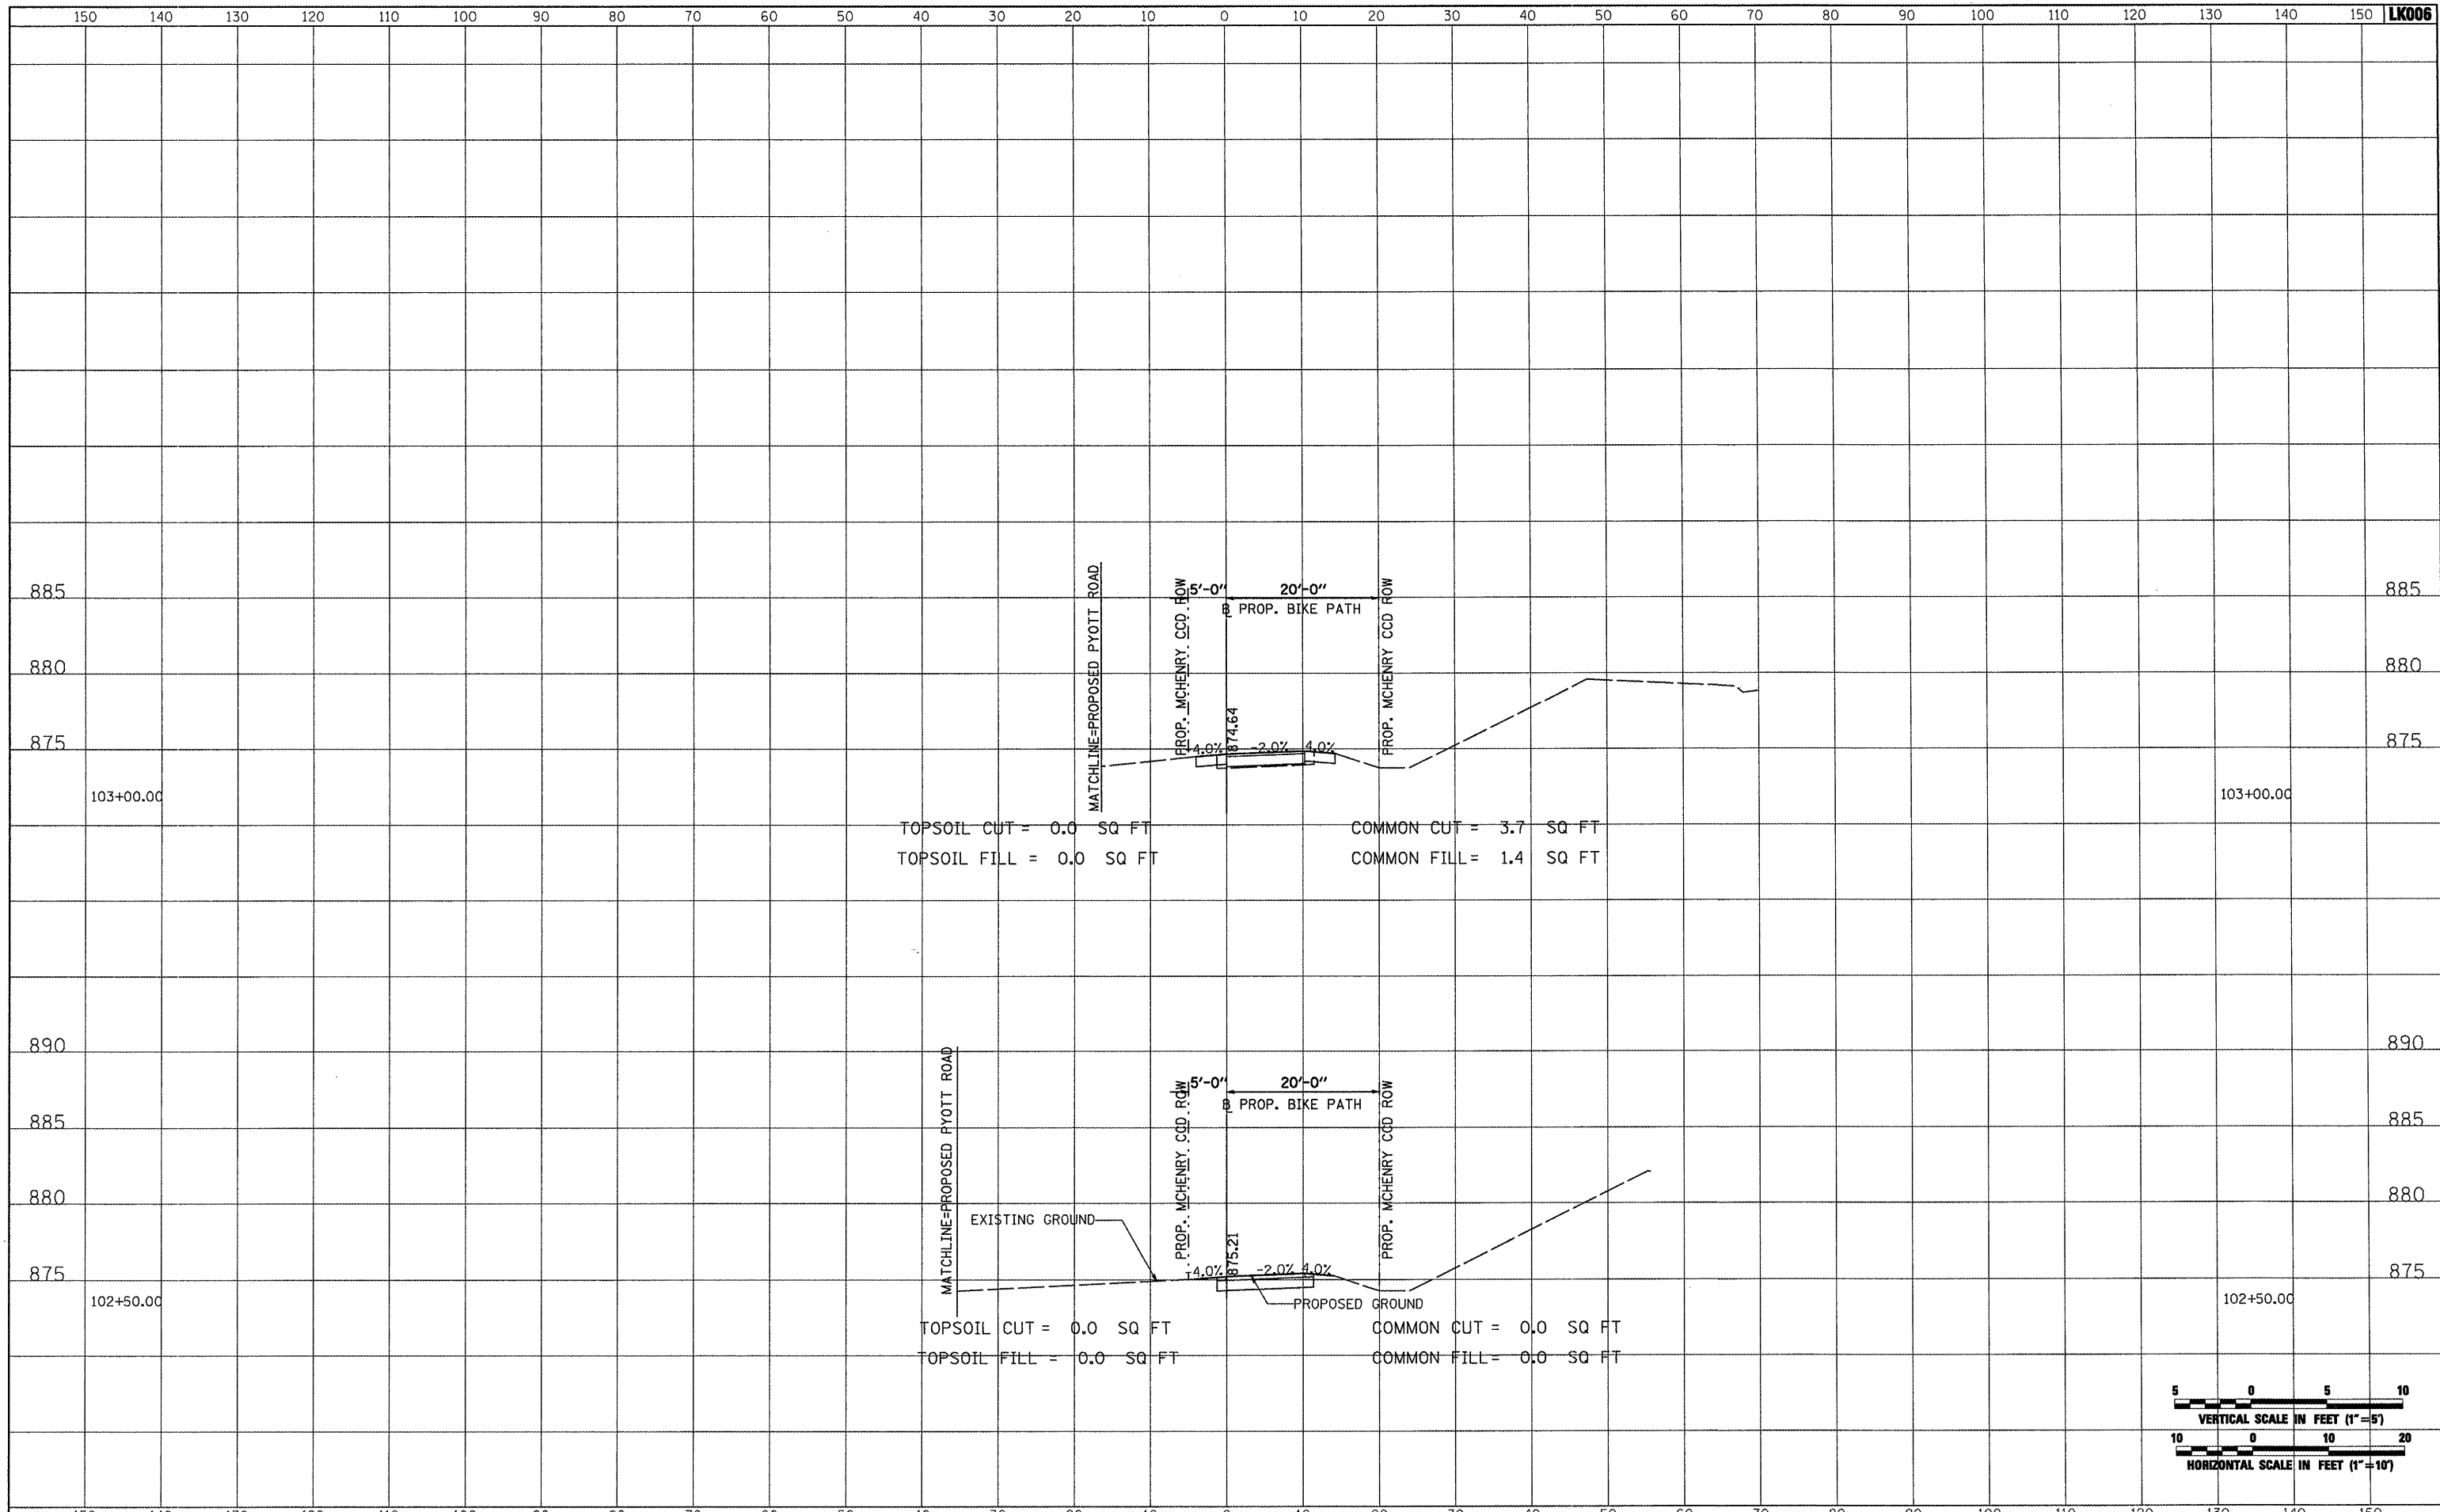 150 140 130 120 110 100 90 80 70 60 50 40 30 20 10 0 10 20 30 40 50 60 70 80 90 100 110 120 130 140 150 LK006
MATCHLINE=PROPOSED PYOTT ROAD
PROP. MCHENRY CCD ROW
PROP. MCHENRY CCD ROW
885 5'-0" 20'-0" 885
B PROP. BIKE PATH
880 880
874.64
875 4.0% -2.0% 4.0% 875
103+00.00 103+00.00
TOPSOIL CUT = 0.0 SQ FT COMMON CUT = 3.7 SQ FT
TOPSOIL FILL = 0.0 SQ FT COMMON FILL= 1.4 SQ FT
890 890
MATCHLINE=PROPOSED PYOTT ROAD
PROP. MCHENRY CCD ROW
PROP. MCHENRY CCD ROW
5'-0" 20'-0"
B PROP. BIKE PATH
885 885
880 880
EXISTING GROUND
875.21
875 -4.0% -2.0% 4.0% 875
102+50.00 PROPOSED GROUND 102+50.00
TOPSOIL CUT = 0.0 SQ FT COMMON CUT = 0.0 SQ FT
TOPSOIL FILL = 0.0 SQ FT COMMON FILL= 0.0 SQ FT
5 0 5 10
VERTICAL SCALE IN FEET (1"=5')
10 0 10 20
HORIZONTAL SCALE IN FEET (1"=10')